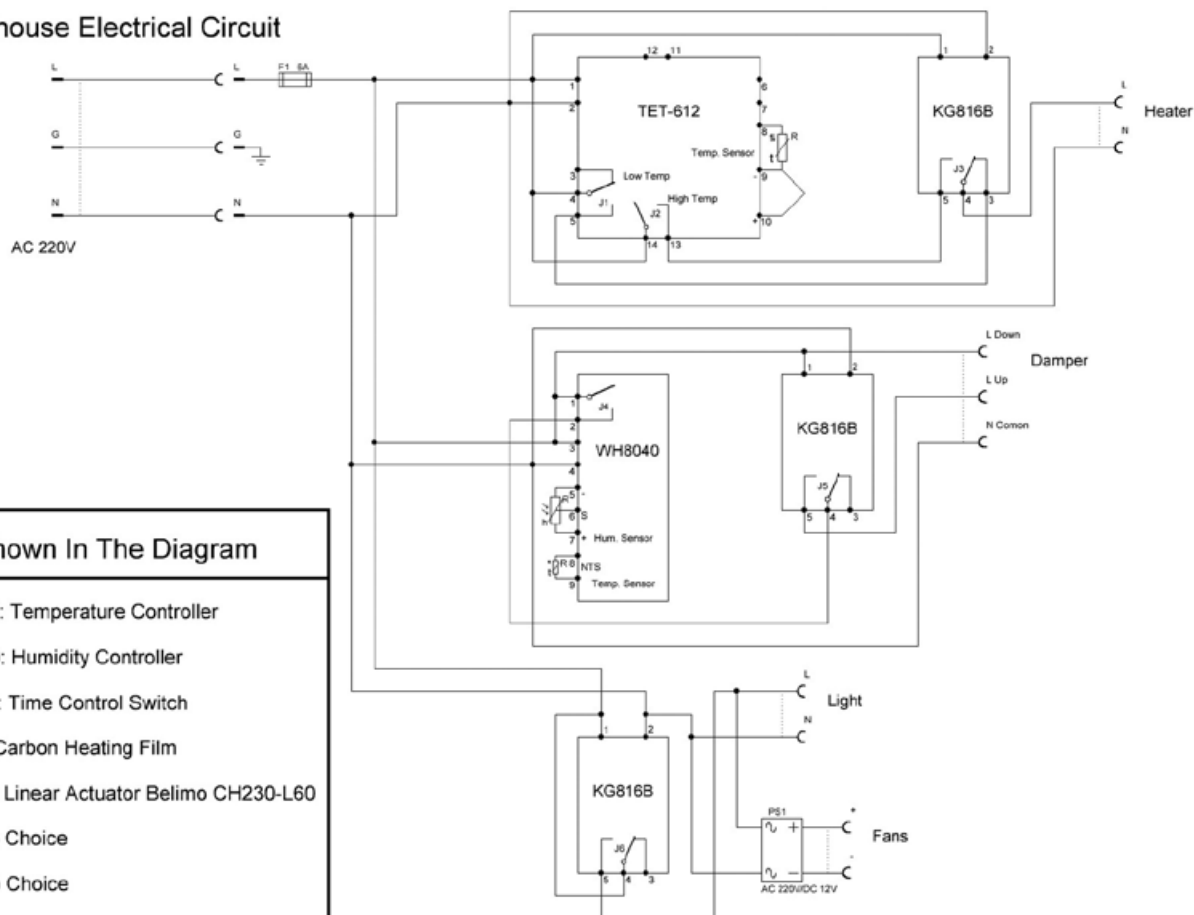 house Electrical Circuit
L
L
F1 6A
G
G
N
N
AC 220V
12 11
1
2
3
4
5
6
7
8
- 9
+ 10
14 13
TET-612
s
R
t
Temp. Sensor
Low Temp
J1
J2
High Temp
1
2
KG816B
J3
5 4 3
L
Heater
N
1
2
3
4
5 -
6 S
7 +
8 NTS
9
J4
WH8040
R
h
Hum. Sensor
R
t
Temp. Sensor
1
2
KG816B
J5
5 4 3
L Down
Damper
L Up
N Comon
hown In The Diagram
: Temperature Controller
: Humidity Controller
: Time Control Switch
Carbon Heating Film
Linear Actuator Belimo CH230-L60
Choice
Choice
1
2
KG816B
J6
5 4 3
L
Light
N
PS1
+
-
+
Fans
-
AC 220V/DC 12V